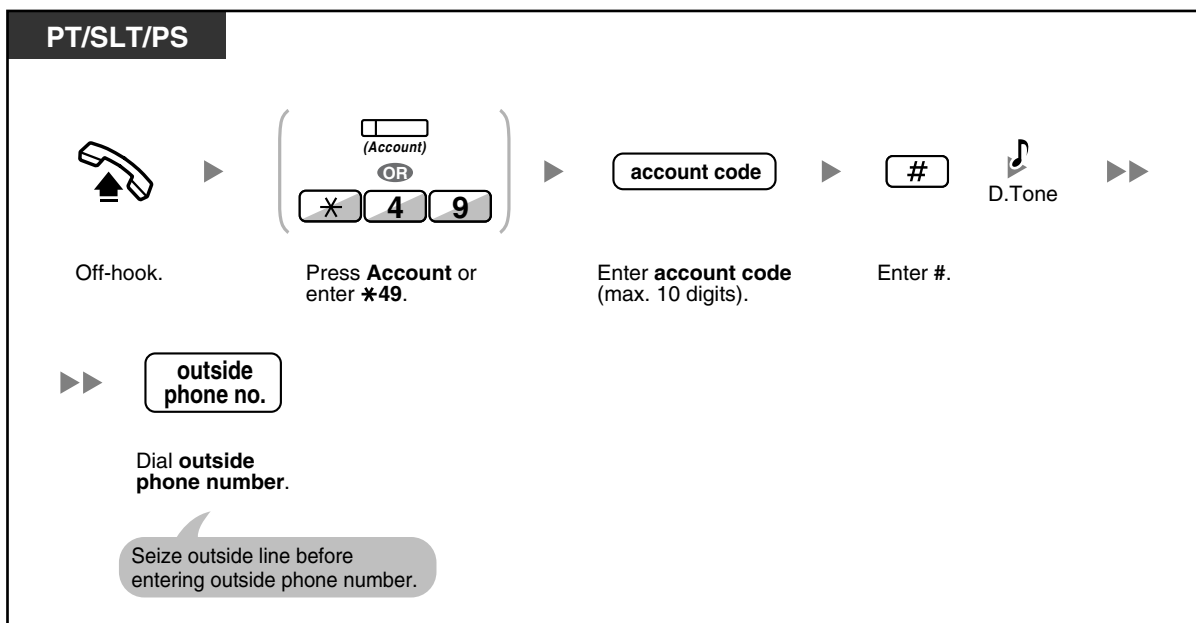 PT/SLT/PS
(Account)
OR
* 4 9
account code
#
D.Tone
Off-hook.
Press Account or
enter *49.
Enter account code
(max. 10 digits).
Enter #.
outside
phone no.
Dial outside
phone number.
Seize outside line before
entering outside phone number.